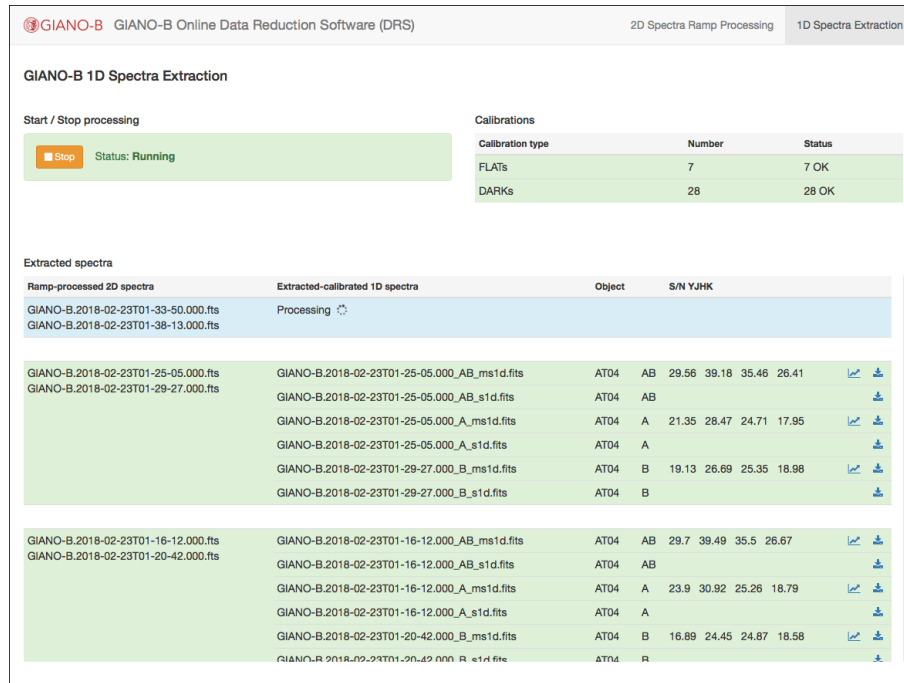 GIANO-B GIANO-B Online Data Reduction Software (DRS) 2D Spectra Ramp Processing 1D Spectra Extraction
GIANO-B 1D Spectra Extraction
Start / Stop processing
Stop Status: Running
Calibrations
Calibration type Number Status
FLATs 7 7 OK
DARKs 28 28 OK
Extracted spectra
Ramp-processed 2D spectra Extracted-calibrated 1D spectra Object S/N YJHK
GIANO-B.2018-02-23T01-33-50.000.fts Processing
GIANO-B.2018-02-23T01-38-13.000.fts
GIANO-B.2018-02-23T01-25-05.000.fts GIANO-B.2018-02-23T01-25-05.000_AB_ms1d.fits AT04 AB 29.56 39.18 35.46 26.41
GIANO-B.2018-02-23T01-29-27.000.fts
GIANO-B.2018-02-23T01-25-05.000_AB_s1d.fits AT04 AB
GIANO-B.2018-02-23T01-25-05.000_A_ms1d.fits AT04 A 21.35 28.47 24.71 17.95
GIANO-B.2018-02-23T01-25-05.000_A_s1d.fits AT04 A
GIANO-B.2018-02-23T01-29-27.000_B_ms1d.fits AT04 B 19.13 26.69 25.35 18.98
GIANO-B.2018-02-23T01-29-27.000_B_s1d.fits AT04 B
GIANO-B.2018-02-23T01-16-12.000.fts GIANO-B.2018-02-23T01-16-12.000_AB_ms1d.fits AT04 AB 29.7 39.49 35.5 26.67
GIANO-B.2018-02-23T01-20-42.000.fts
GIANO-B.2018-02-23T01-16-12.000_AB_s1d.fits AT04 AB
GIANO-B.2018-02-23T01-16-12.000_A_ms1d.fits AT04 A 23.9 30.92 25.26 18.79
GIANO-B.2018-02-23T01-16-12.000_A_s1d.fits AT04 A
GIANO-B.2018-02-23T01-20-42.000_B_ms1d.fits AT04 B 16.89 24.45 24.87 18.58
GIANO-B.2018-02-23T01-20-42.000_B_s1d.fits AT04 B